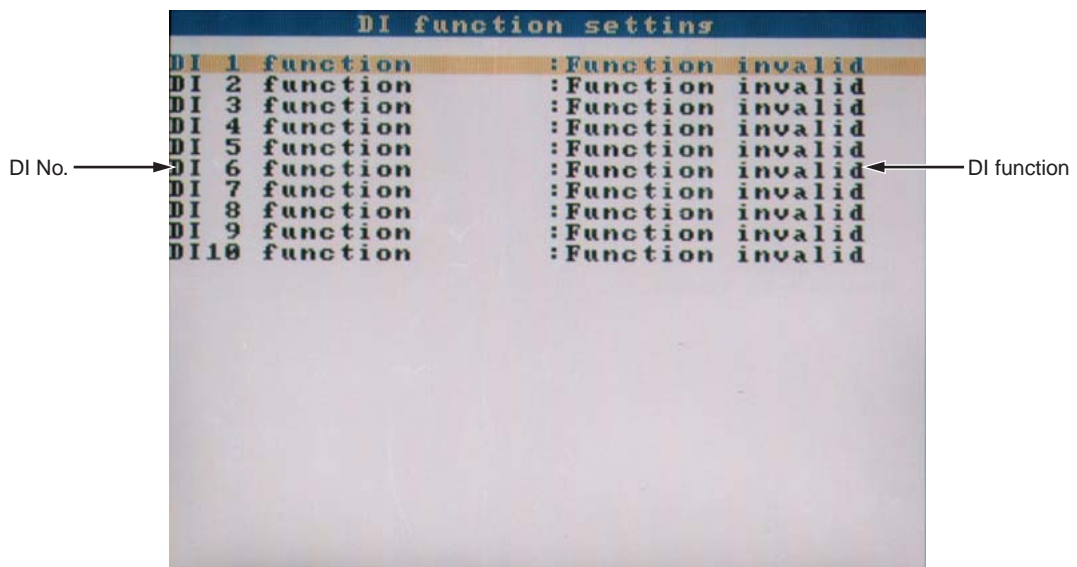 DI function setting
DI 1 function :Function invalid
DI 2 function :Function invalid
DI 3 function :Function invalid
DI 4 function :Function invalid
DI 5 function :Function invalid
DI No. DI 6 function :Function invalid DI function
DI 7 function :Function invalid
DI 8 function :Function invalid
DI 9 function :Function invalid
DI10 function :Function invalid